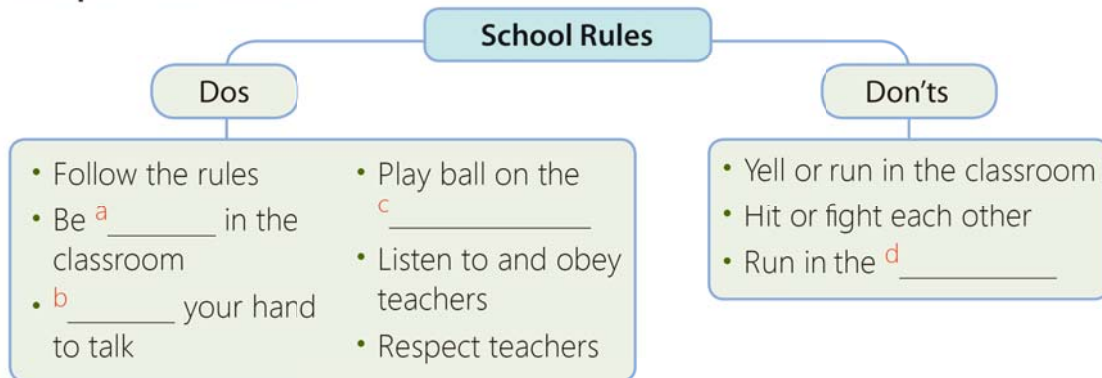 School Rules
Dos
Don'ts
• Follow the rules
• Be a________ in the
classroom
• b________ your hand
to talk
• Play ball on the
c_______________
• Listen to and obey
teachers
• Respect teachers
• Yell or run in the classroom
• Hit or fight each other
• Run in the d____________